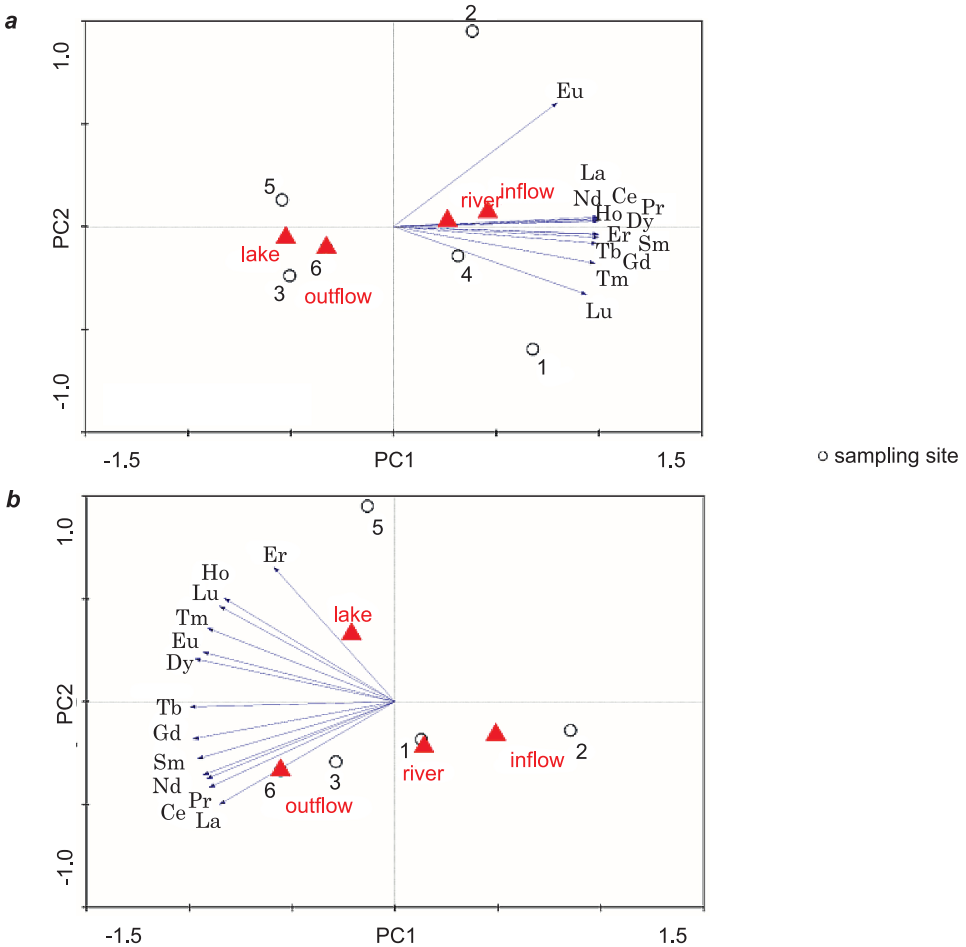 a
2
1.0
Eu
La
5
Nd Ce Pr
river inflow
Ho Dy
PC2
Er Sm
lake
Tb Gd
6
4
3
outflow
Tm
Lu
1
-1.0
-1.5 PC1 1.5
sampling site
b
1.0
5
Er
Ho
Lu
lake
Tm
Eu
Dy
PC2
Tb
Gd
1
2
river
inflow
Sm
Nd
6
3
outflow
Pr
Ce
La
-1.0
-1.5 PC1 1.5